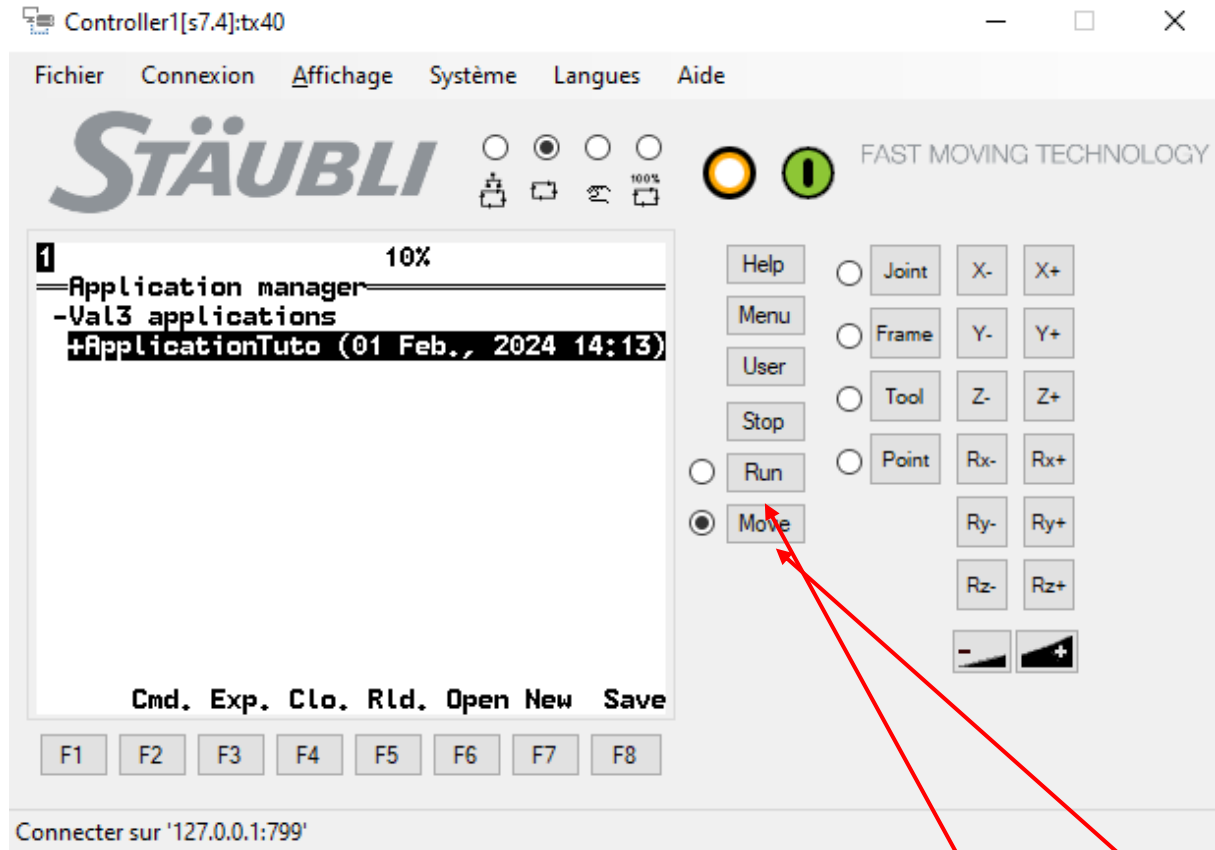 Controller1[s7.4]:tx40
Fichier Connexion Affichage Système Langues Aide
STÄUBLI
100%
FAST MOVING TECHNOLOGY
1 10%
Application manager
-Val3 applications
+ApplicationTuto (01 Feb., 2024 14:13)
Cmd. Exp. Clo. Rld. Open New Save
F1 F2 F3 F4 F5 F6 F7 F8
Help
Menu
User
Stop
Run
Move
Joint X- X+
Frame Y- Y+
Tool Z- Z+
Point Rx- Rx+
Ry- Ry+
Rz- Rz+
- +
Connecter sur '127.0.0.1:799'